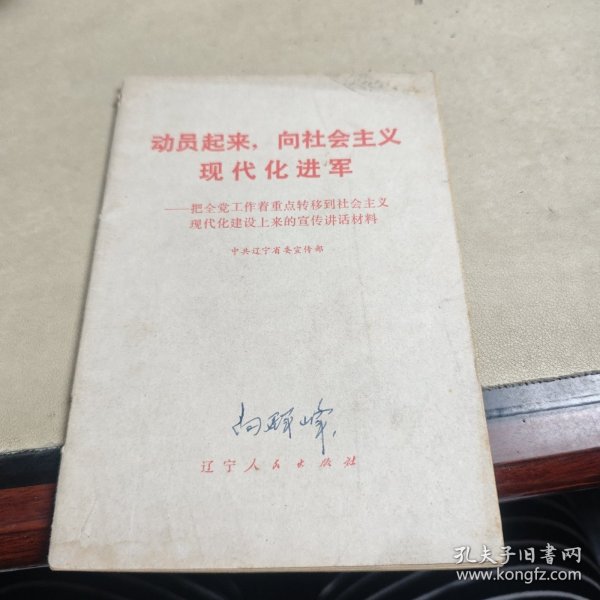 动员起来，向社会主义
现代化进军
——把全党工作着重点转移到社会主义
现代化建设上来的宣传讲话材料
中共辽宁省委宣传部
辽宁人民出版社
孔夫子旧书网
www.kongfz.com